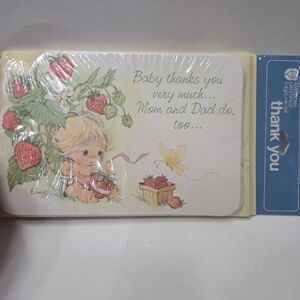 Baby thanks you
very much...
Mom and Dad do,
too...
thank you